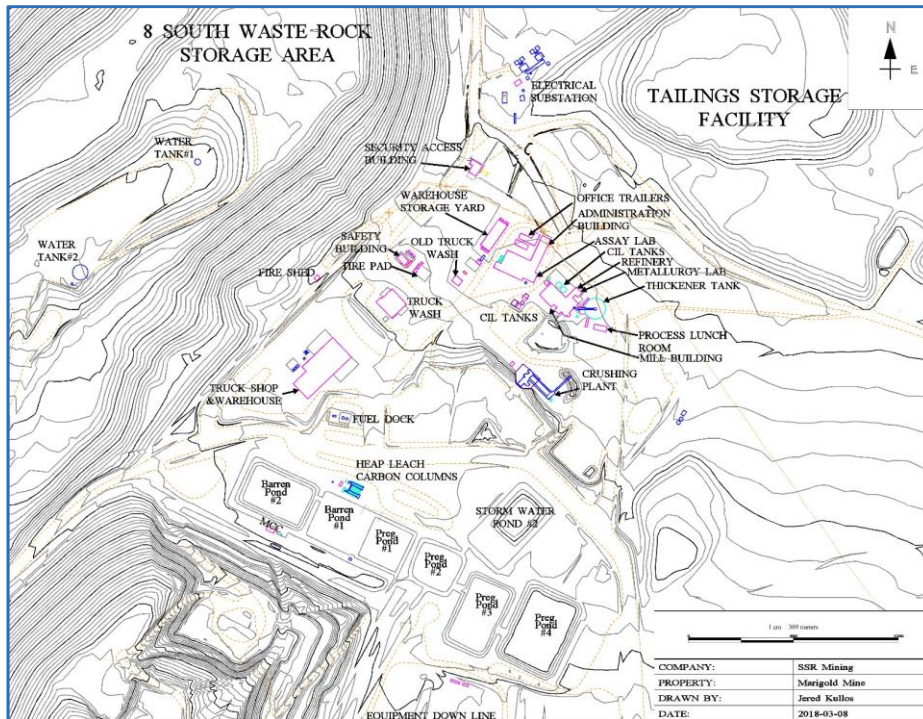 8 SOUTH WASTE ROCK
STORAGE AREA
N
E
ELECTRICAL
SUBSTATION
TAILINGS STORAGE
FACILITY
WATER
TANK#1
SECURITY ACCESS
BUILDING
WAREHOUSE
STORAGE YARD
OFFICE TRAILERS
ADMINISTRATION
BUILDING
ASSAY LAB
CIL TANKS
REFINERY
METALLURGY LAB
THICKENER TANK
SAFETY
BUILDING
OLD TRUCK
WASH
WATER
TANK#2
FIRE SHED
TIRE PAD
TRUCK
WASH
CIL TANKS
PROCESS LUNCH
ROOM
MILL BUILDING
CRUSHING
PLANT
TRUCK SHOP
&WAREHOUSE
FUEL DOCK
HEAP LEACH
CARBON COLUMNS
Barren
Pond
#2
Barren
Pond
#1
MCC
Preg
Pond
#1
Preg
Pond
#2
STORM WATER
POND #2
Preg
Pond
#3
Preg
Pond
#4
EQUIPMENT DOWN LINE
1 cm
meters
COMPANY: SSR Mining
PROPERTY: Marigold Mine
DRAWN BY: Jered Kullos
DATE: 2018-03-08